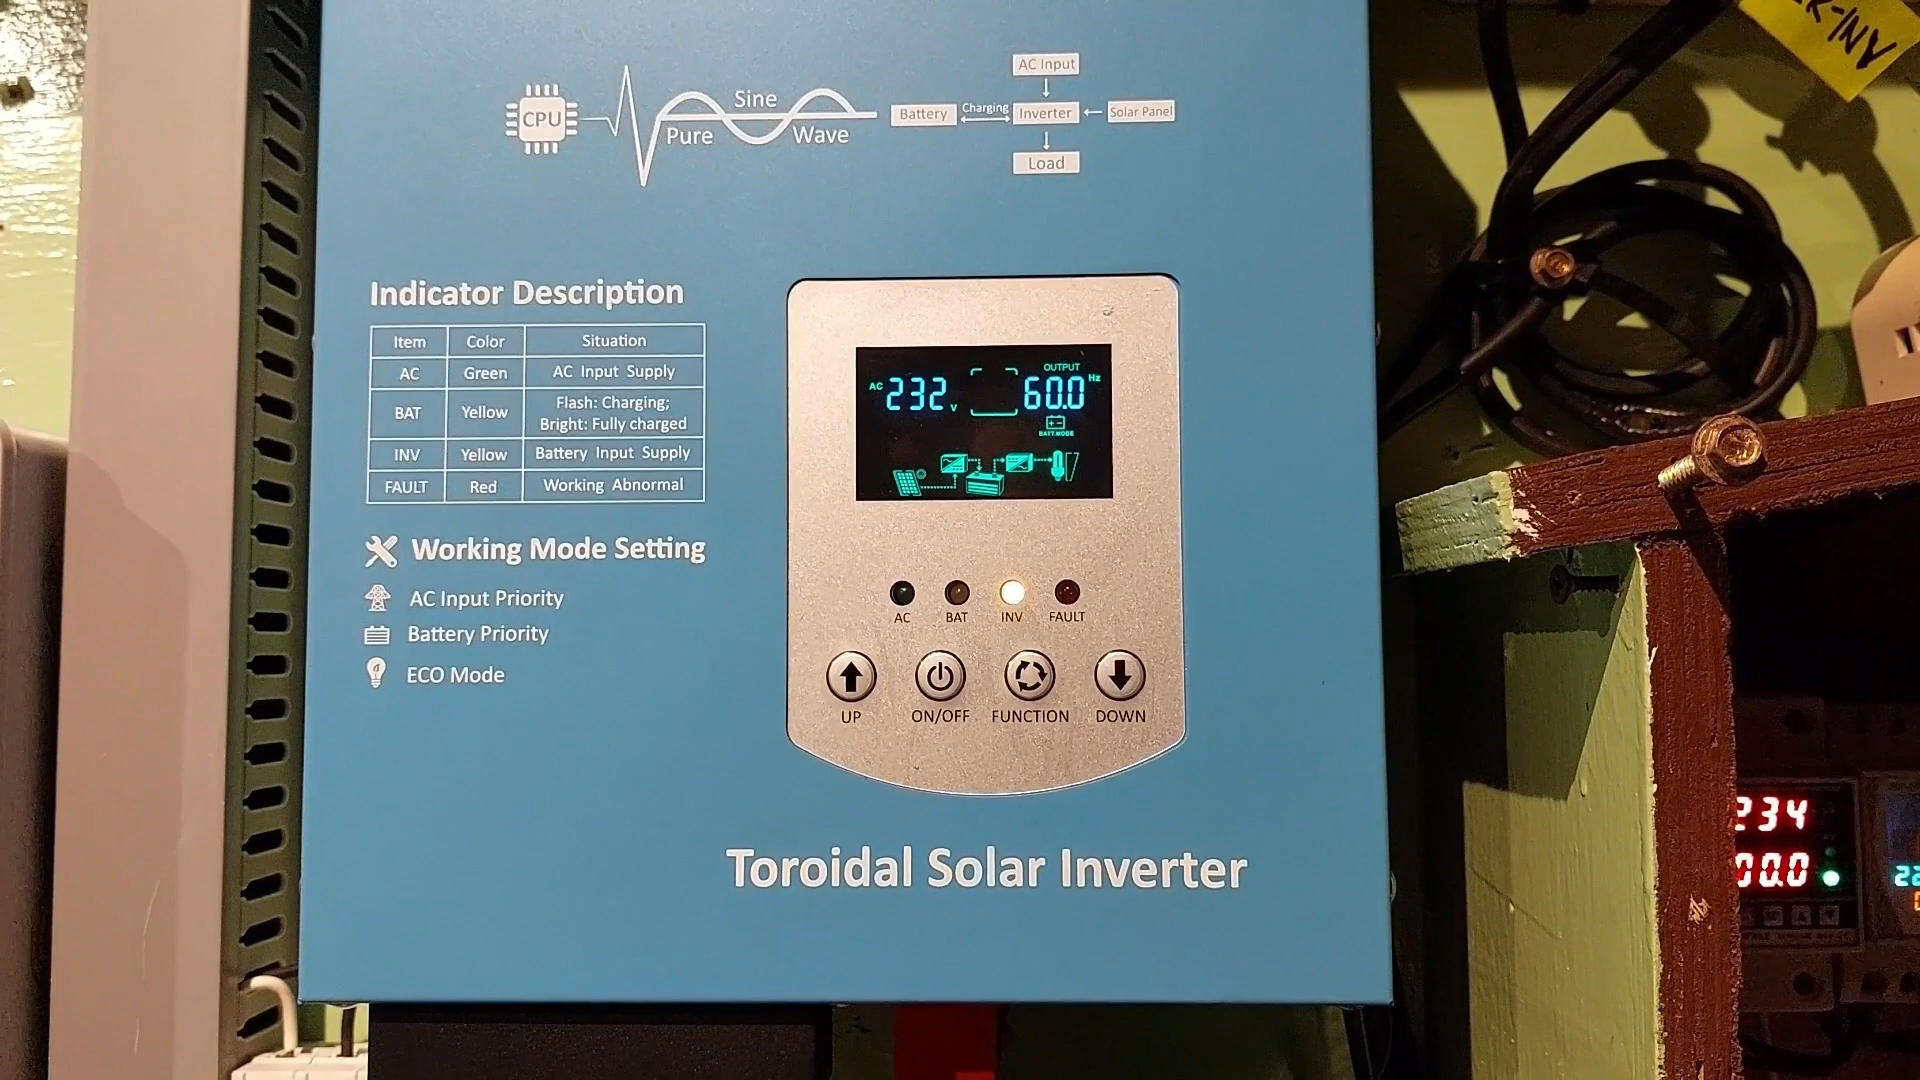 AC Input
CPU
Pure Sine Wave
Battery Charging Inverter Solar Panel
Load
Indicator Description
Item Color Situation
AC Green AC Input Supply
BAT Yellow Flash: Charging;
Bright: Fully charged
INV Yellow Battery Input Supply
FAULT Red Working Abnormal
Working Mode Setting
AC Input Priority
Battery Priority
ECO Mode
OUTPUT
AC 232 V 60.0 Hz
BATT.MODE
AC BAT INV FAULT
UP ON/OFF FUNCTION DOWN
Toroidal Solar Inverter
-INV
234
00.0
22